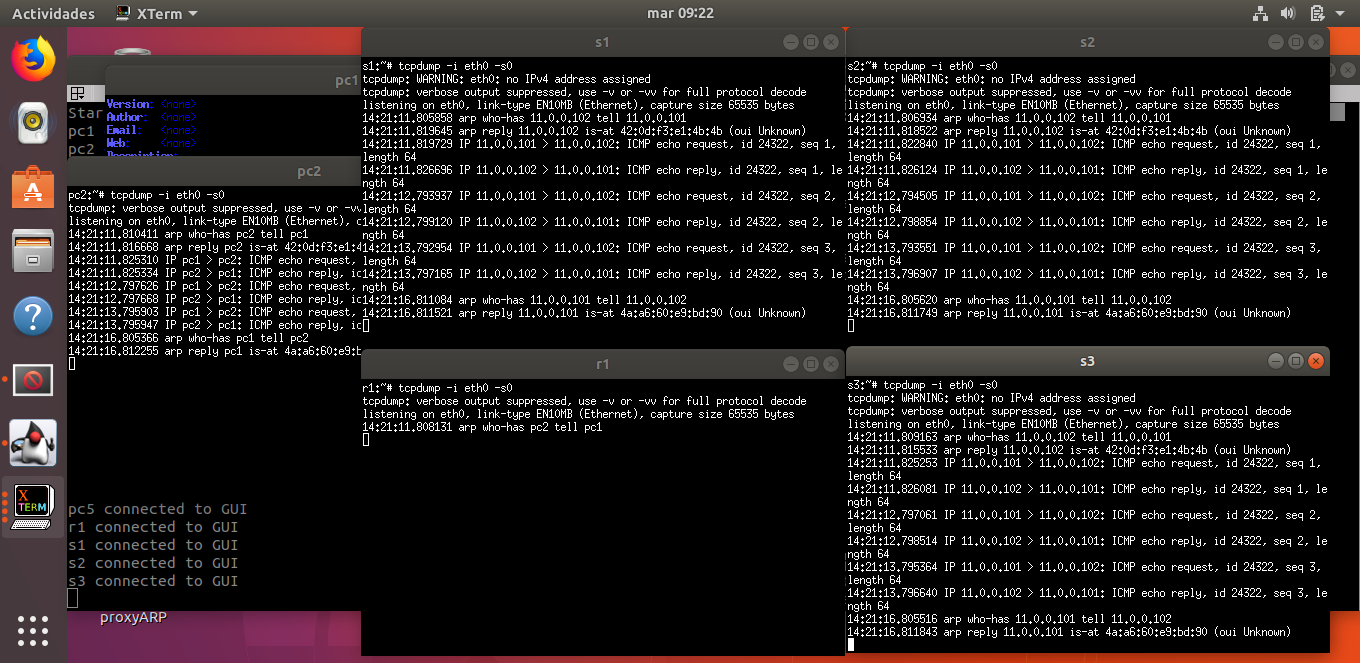 Actividades
XTerm
mar 09:22
pc1
Star
pc1
pc2
Version: <none>
Author: <none>
Email: <none>
Web: <none>
Description:
pc2
pc2:~# tcpdump -i eth0 -s0
tcpdump: verbose output suppressed, use -v or -vv
listening on eth0, link-type EN10MB (Ethernet), c
14:21:11.810411 arp who-has pc2 tell pc1
14:21:11.816668 arp reply pc2 is-at 42:0d:f3:e1:4
14:21:11.825310 IP pc1 > pc2: ICMP echo request,
14:21:11.825334 IP pc2 > pc1: ICMP echo reply, id
14:21:12.797626 IP pc1 > pc2: ICMP echo request,
14:21:12.797668 IP pc2 > pc1: ICMP echo reply, id
14:21:13.795903 IP pc1 > pc2: ICMP echo request,
14:21:13.795947 IP pc2 > pc1: ICMP echo reply, id
14:21:16.805366 arp who-has pc1 tell pc2
14:21:16.812255 arp reply pc1 is-at 4a:a6:60:e9:b
pc5 connected to GUI
r1 connected to GUI
s1 connected to GUI
s2 connected to GUI
s3 connected to GUI
proxyARP
s1
s1:~# tcpdump -i eth0 -s0
tcpdump: WARNING: eth0: no IPv4 address assigned
tcpdump: verbose output suppressed, use -v or -vv for full protocol decode
listening on eth0, link-type EN10MB (Ethernet), capture size 65535 bytes
14:21:11.805858 arp who-has 11.0.0.102 tell 11.0.0.101
14:21:11.819645 arp reply 11.0.0.102 is-at 42:0d:f3:e1:4b:4b (oui Unknown)
14:21:11.819729 IP 11.0.0.101 > 11.0.0.102: ICMP echo request, id 24322, seq 1,
length 64
14:21:11.826696 IP 11.0.0.102 > 11.0.0.101: ICMP echo reply, id 24322, seq 1, le
ngth 64
14:21:12.793937 IP 11.0.0.101 > 11.0.0.102: ICMP echo request, id 24322, seq 2,
length 64
14:21:12.799120 IP 11.0.0.102 > 11.0.0.101: ICMP echo reply, id 24322, seq 2, le
ngth 64
14:21:13.792954 IP 11.0.0.101 > 11.0.0.102: ICMP echo request, id 24322, seq 3,
length 64
14:21:13.797165 IP 11.0.0.102 > 11.0.0.101: ICMP echo reply, id 24322, seq 3, le
ngth 64
14:21:16.811084 arp who-has 11.0.0.101 tell 11.0.0.102
14:21:16.811521 arp reply 11.0.0.101 is-at 4a:a6:60:e9:bd:90 (oui Unknown)
s2
s2:~# tcpdump -i eth0 -s0
tcpdump: WARNING: eth0: no IPv4 address assigned
tcpdump: verbose output suppressed, use -v or -vv for full protocol decode
listening on eth0, link-type EN10MB (Ethernet), capture size 65535 bytes
14:21:11.806934 arp who-has 11.0.0.102 tell 11.0.0.101
14:21:11.818522 arp reply 11.0.0.102 is-at 42:0d:f3:e1:4b:4b (oui Unknown)
14:21:11.822840 IP 11.0.0.101 > 11.0.0.102: ICMP echo request, id 24322, seq 1,
length 64
14:21:11.826124 IP 11.0.0.102 > 11.0.0.101: ICMP echo reply, id 24322, seq 1, le
ngth 64
14:21:12.794505 IP 11.0.0.101 > 11.0.0.102: ICMP echo request, id 24322, seq 2,
length 64
14:21:12.798854 IP 11.0.0.102 > 11.0.0.101: ICMP echo reply, id 24322, seq 2, le
ngth 64
14:21:13.793551 IP 11.0.0.101 > 11.0.0.102: ICMP echo request, id 24322, seq 3,
length 64
14:21:13.796907 IP 11.0.0.102 > 11.0.0.101: ICMP echo reply, id 24322, seq 3, le
ngth 64
14:21:16.805620 arp who-has 11.0.0.101 tell 11.0.0.102
14:21:16.811749 arp reply 11.0.0.101 is-at 4a:a6:60:e9:bd:90 (oui Unknown)
r1
r1:~# tcpdump -i eth0 -s0
tcpdump: verbose output suppressed, use -v or -vv for full protocol decode
listening on eth0, link-type EN10MB (Ethernet), capture size 65535 bytes
14:21:11.808131 arp who-has pc2 tell pc1
s3
s3:~# tcpdump -i eth0 -s0
tcpdump: WARNING: eth0: no IPv4 address assigned
tcpdump: verbose output suppressed, use -v or -vv for full protocol decode
listening on eth0, link-type EN10MB (Ethernet), capture size 65535 bytes
14:21:11.809163 arp who-has 11.0.0.102 tell 11.0.0.101
14:21:11.815533 arp reply 11.0.0.102 is-at 42:0d:f3:e1:4b:4b (oui Unknown)
14:21:11.825253 IP 11.0.0.101 > 11.0.0.102: ICMP echo request, id 24322, seq 1,
length 64
14:21:11.826081 IP 11.0.0.102 > 11.0.0.101: ICMP echo reply, id 24322, seq 1, le
ngth 64
14:21:12.797061 IP 11.0.0.101 > 11.0.0.102: ICMP echo request, id 24322, seq 2,
length 64
14:21:12.798514 IP 11.0.0.102 > 11.0.0.101: ICMP echo reply, id 24322, seq 2, le
ngth 64
14:21:13.795364 IP 11.0.0.101 > 11.0.0.102: ICMP echo request, id 24322, seq 3,
length 64
14:21:13.796640 IP 11.0.0.102 > 11.0.0.101: ICMP echo reply, id 24322, seq 3, le
ngth 64
14:21:16.805516 arp who-has 11.0.0.101 tell 11.0.0.102
14:21:16.811843 arp reply 11.0.0.101 is-at 4a:a6:60:e9:bd:90 (oui Unknown)
X
TERM